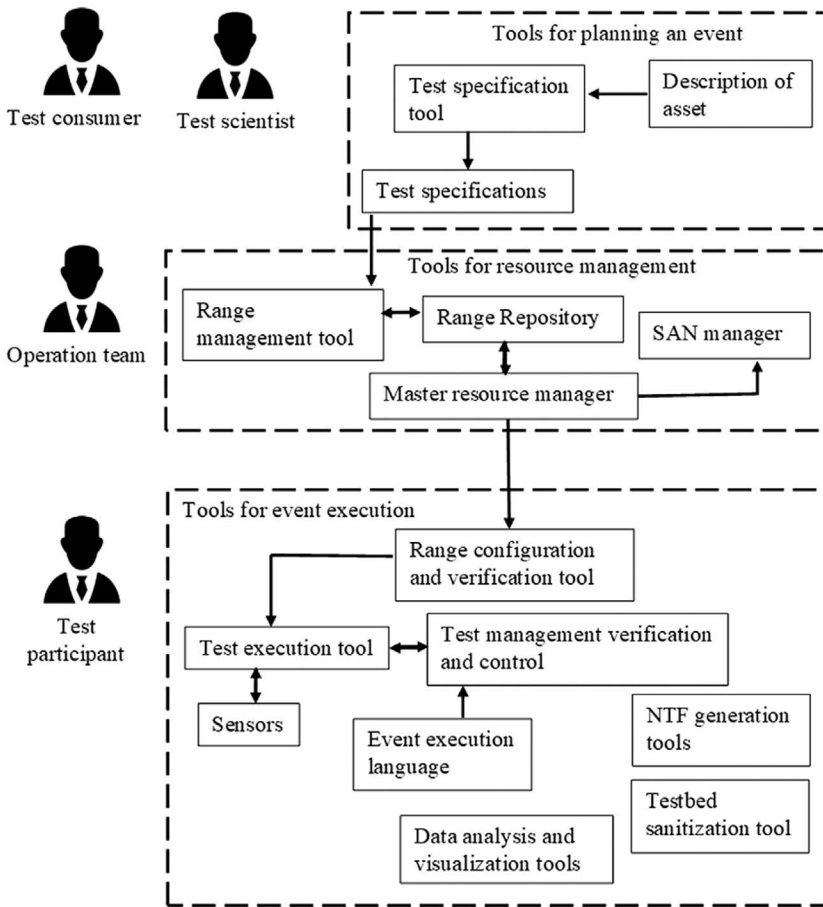 Tools for planning an event
Test consumer
Test scientist
Test specification
tool
Description of
asset
Test specifications
Tools for resource management
Operation team
Range
management tool
Range Repository
SAN manager
Master resource manager
Tools for event execution
Test
participant
Range configuration
and verification tool
Test execution tool
Test management verification
and control
Sensors
Event execution
language
NTF generation
tools
Testbed
sanitization tool
Data analysis and
visualization tools